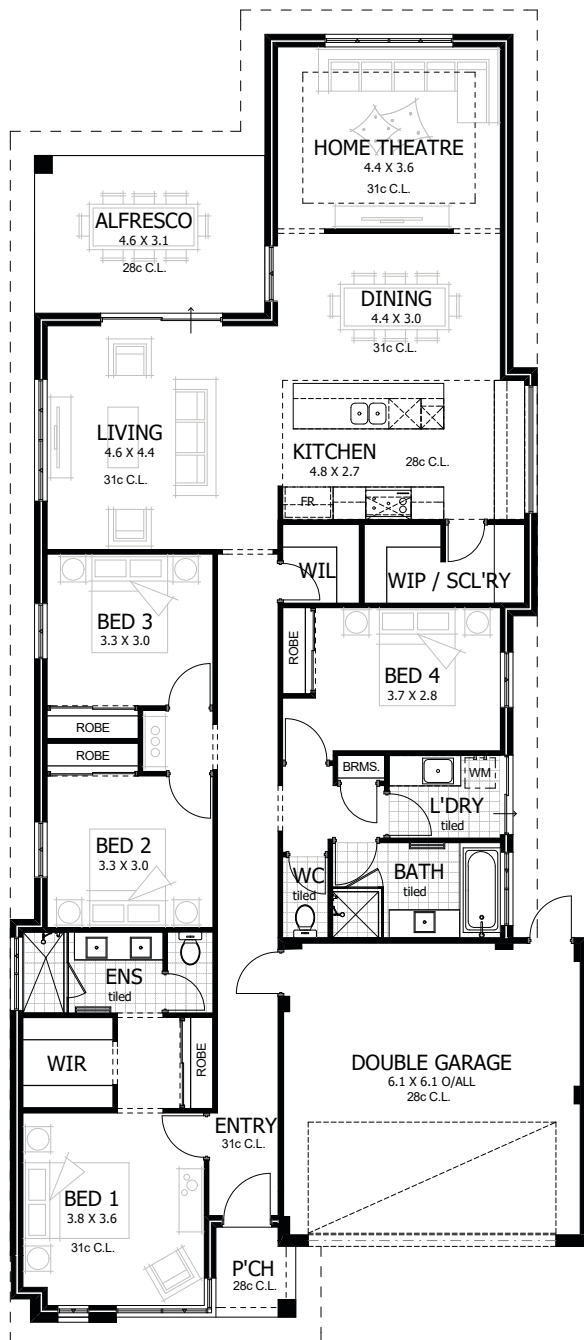 HOME THEATRE
4.4 X 3.6
31c C.L.
ALFRESCO
4.6 X 3.1
28c C.L.
DINING
4.4 X 3.0
31c C.L.
LIVING
4.6 X 4.4
31c C.L.
KITCHEN
4.8 X 2.7
28c C.L.
FR
WIL
WIP / SCL'RY
BED 3
3.3 X 3.0
ROBE
BED 4
3.7 X 2.8
ROBE
ROBE
BRMS.
WM
L'DRY
tiled
BED 2
3.3 X 3.0
WC
tiled
BATH
tiled
ENS
tiled
WIR
ROBE
DOUBLE GARAGE
6.1 X 6.1 O/ALL
28c C.L.
ENTRY
31c C.L.
BED 1
3.8 X 3.6
31c C.L.
P'CH
28c C.L.